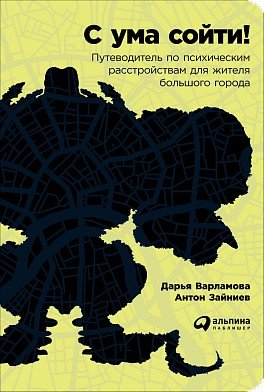 С ума сойти!
Путеводитель по психическим
расстройствам для жителя
большого города
Дарья Варламова
Антон Зайниев
альпина
ПАБЛИШЕР